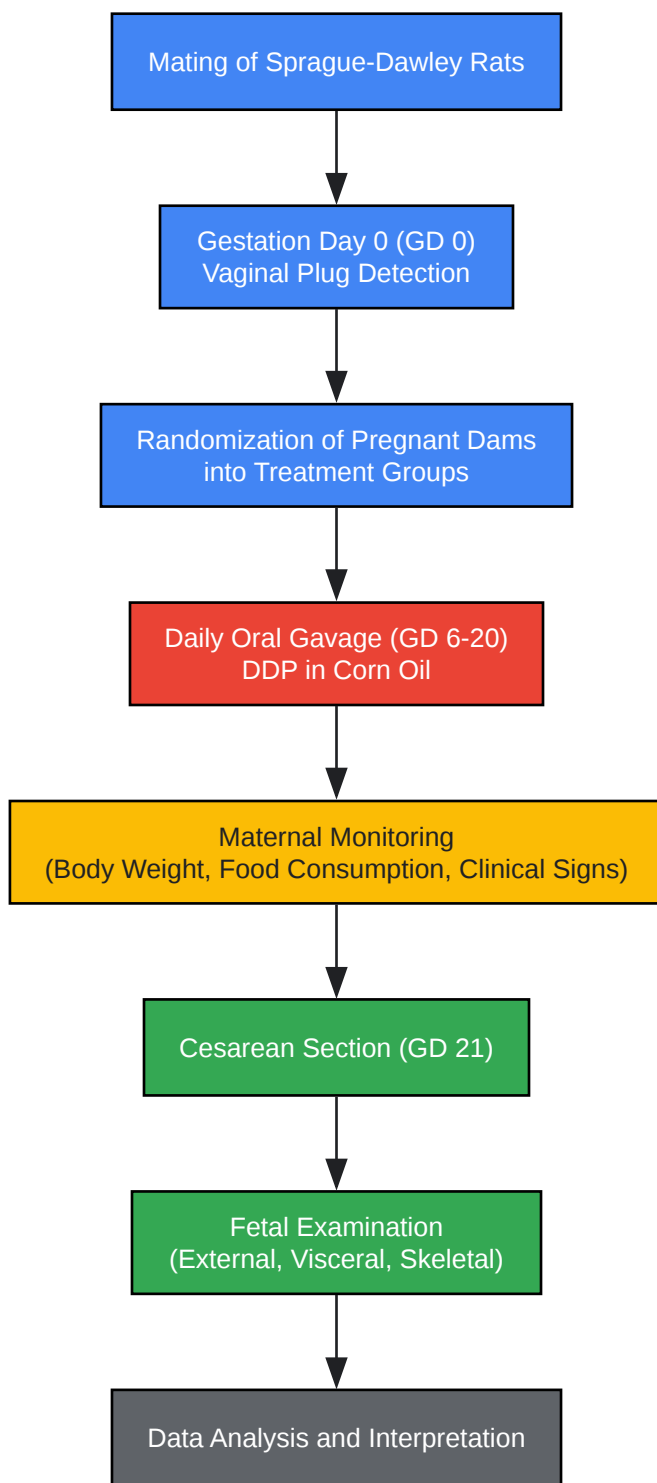 Mating of Sprague-Dawley Rats
Gestation Day 0 (GD 0)
Vaginal Plug Detection
Randomization of Pregnant Dams
into Treatment Groups
Daily Oral Gavage (GD 6-20)
DDP in Corn Oil
Maternal Monitoring
(Body Weight, Food Consumption, Clinical Signs)
Cesarean Section (GD 21)
Fetal Examination
(External, Visceral, Skeletal)
Data Analysis and Interpretation